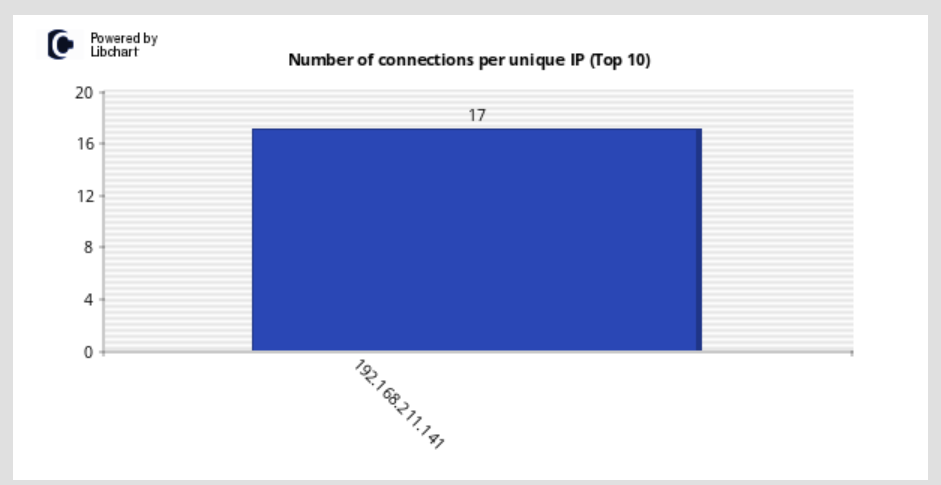 Powered by
Libchart
Number of connections per unique IP (Top 10)
20
17
16
12
8
4
0
192.168.211.141